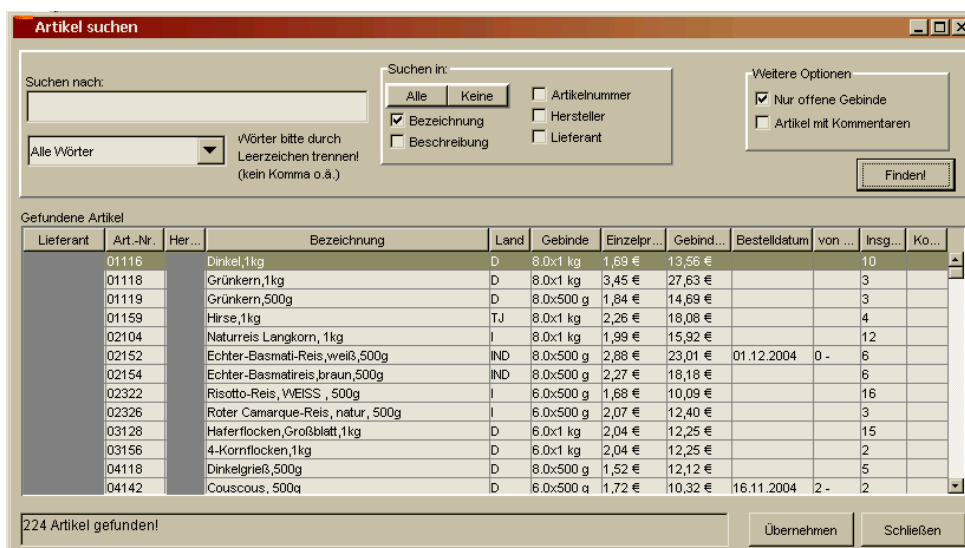 Artikel suchen
Suchen nach:
Alle Wörter
Wörter bitte durch
Leerzeichen trennen!
(kein Komma o.ä.)
Suchen in:
Alle Keine
Bezeichnung
Beschreibung
Artikelnummer
Hersteller
Lieferant
Weitere Optionen
Nur offene Gebinde
Artikel mit Kommentaren
Finden!
Gefundene Artikel
Lieferant Art.-Nr. Her... Bezeichnung Land Gebinde Einzelpr... Gebind... Bestelldatum von ... Insg... Ko...
01116 Dinkel,1kg D 8.0x1 kg 1,69 € 13,56 € 10
01118 Grünkern,1kg D 8.0x1 kg 3,45 € 27,63 € 3
01119 Grünkern,500g D 8.0x500 g 1,84 € 14,69 € 3
01159 Hirse,1kg TJ 8.0x1 kg 2,26 € 18,08 € 4
02104 Naturreis Langkorn, 1kg I 8.0x1 kg 1,99 € 15,92 € 12
02152 Echter-Basmati-Reis,weiß,500g IND 8.0x500 g 2,88 € 23,01 € 01.12.2004 0 - 6
02154 Echter-Basmatireis,braun,500g IND 8.0x500 g 2,27 € 18,18 € 6
02322 Risotto-Reis, WEISS , 500g I 6.0x500 g 1,68 € 10,09 € 16
02326 Roter Camarque-Reis, natur, 500g I 6.0x500 g 2,07 € 12,40 € 3
03128 Haferflocken,Großblatt,1kg D 6.0x1 kg 2,04 € 12,25 € 15
03156 4-Kornflocken,1kg D 6.0x1 kg 2,04 € 12,25 € 2
04118 Dinkelgrieß,500g D 8.0x500 g 1,52 € 12,12 € 5
04142 Couscous, 500g D 6.0x500 g 1,72 € 10,32 € 16.11.2004 2 - 2
224 Artikel gefunden!
Übernehmen Schließen